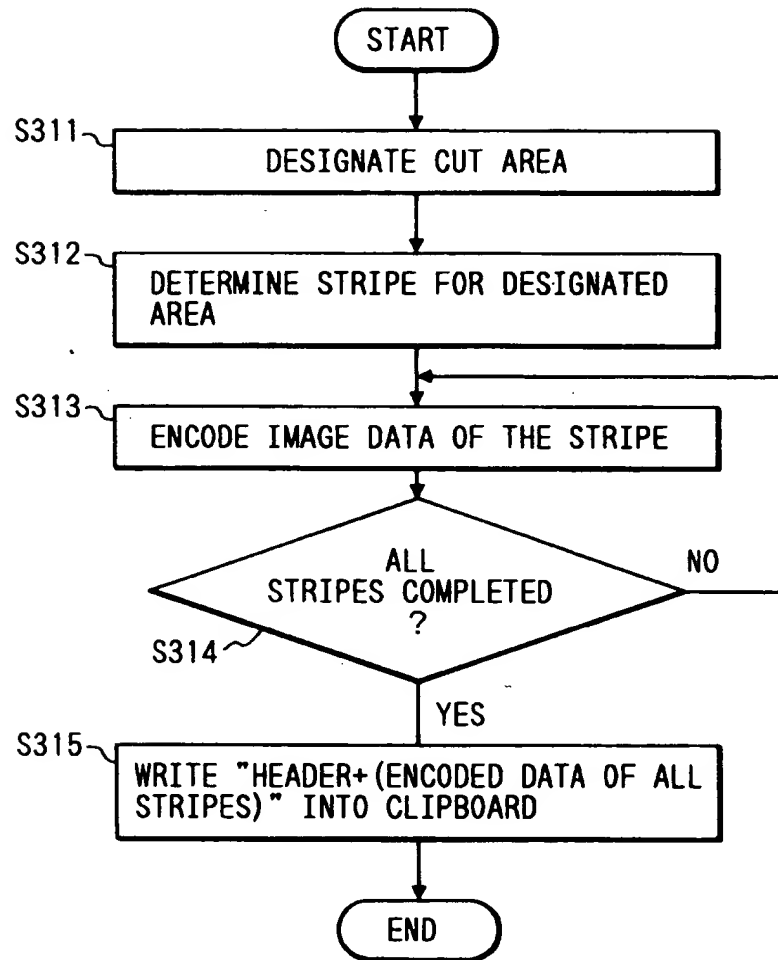 START
S311
DESIGNATE CUT AREA
S312
DETERMINE STRIPE FOR DESIGNATED
AREA
S313
ENCODE IMAGE DATA OF THE STRIPE
ALL
STRIPES COMPLETED
?
NO
S314
YES
S315
WRITE "HEADER+(ENCODED DATA OF ALL
STRIPES)" INTO CLIPBOARD
END